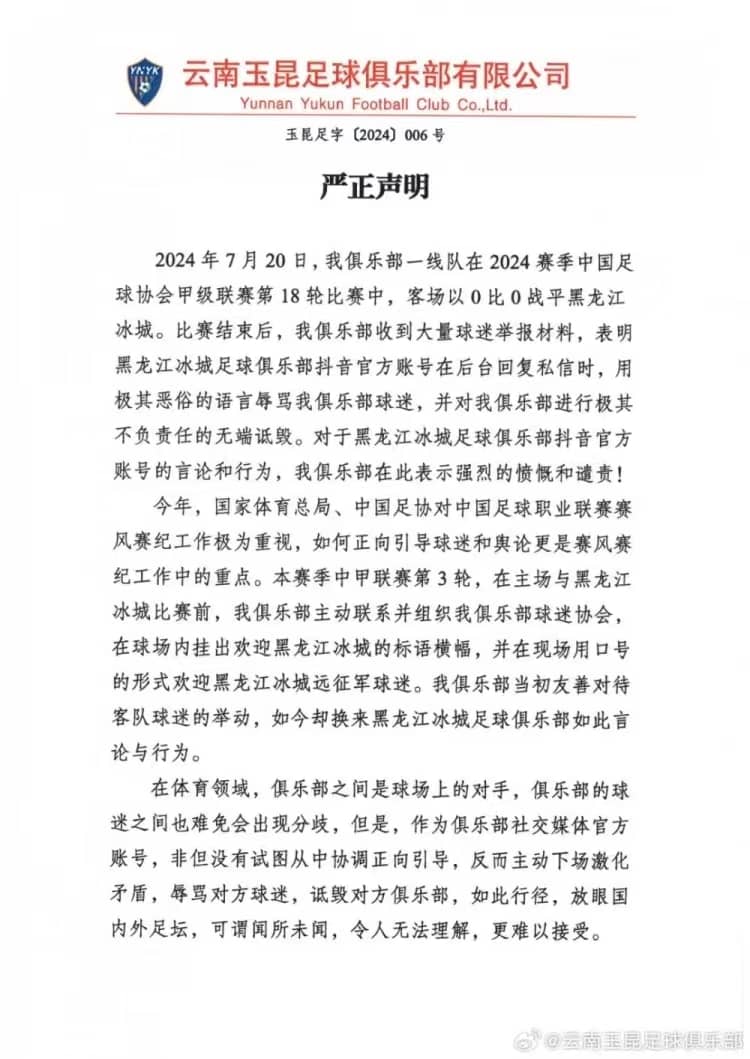 YNYK
云南玉昆足球俱乐部有限公司
Yunnan Yukun Football Club Co.,Ltd.
玉昆足字〔2024〕006号
严正声明
2024年7月20日，我俱乐部一线队在2024赛季中国足
球协会甲级联赛第18轮比赛中，客场以0比0战平黑龙江
冰城。比赛结束后，我俱乐部收到大量球迷举报材料，表明
黑龙江冰城足球俱乐部抖音官方账号在后台回复私信时，用
极其恶俗的语言辱骂我俱乐部球迷，并对我俱乐部进行极其
不负责任的无端诋毁。对于黑龙江冰城足球俱乐部抖音官方
账号的言论和行为，我俱乐部在此表示强烈的愤慨和谴责！
今年，国家体育总局、中国足协对中国足球职业联赛赛
风赛纪工作极为重视，如何正向引导球迷和舆论更是赛风赛
纪工作中的重点。本赛季中甲联赛第3轮，在主场与黑龙江
冰城比赛前，我俱乐部主动联系并组织我俱乐部球迷协会，
在球场内挂出欢迎黑龙江冰城的标语横幅，并在现场用口号
的形式欢迎黑龙江冰城远征军球迷。我俱乐部当初友善对待
客队球迷的举动，如今却换来黑龙江冰城足球俱乐部如此言
论与行为。
在体育领域，俱乐部之间是球场上的对手，俱乐部的球
迷之间也难免会出现分歧，但是，作为俱乐部社交媒体官方
账号，非但没有试图从中协调正向引导，反而主动下场激化
矛盾，辱骂对方球迷，诋毁对方俱乐部，如此行径，放眼国
内外足坛，可谓闻所未闻，令人无法理解，更难以接受。
@云南玉昆足球俱乐部